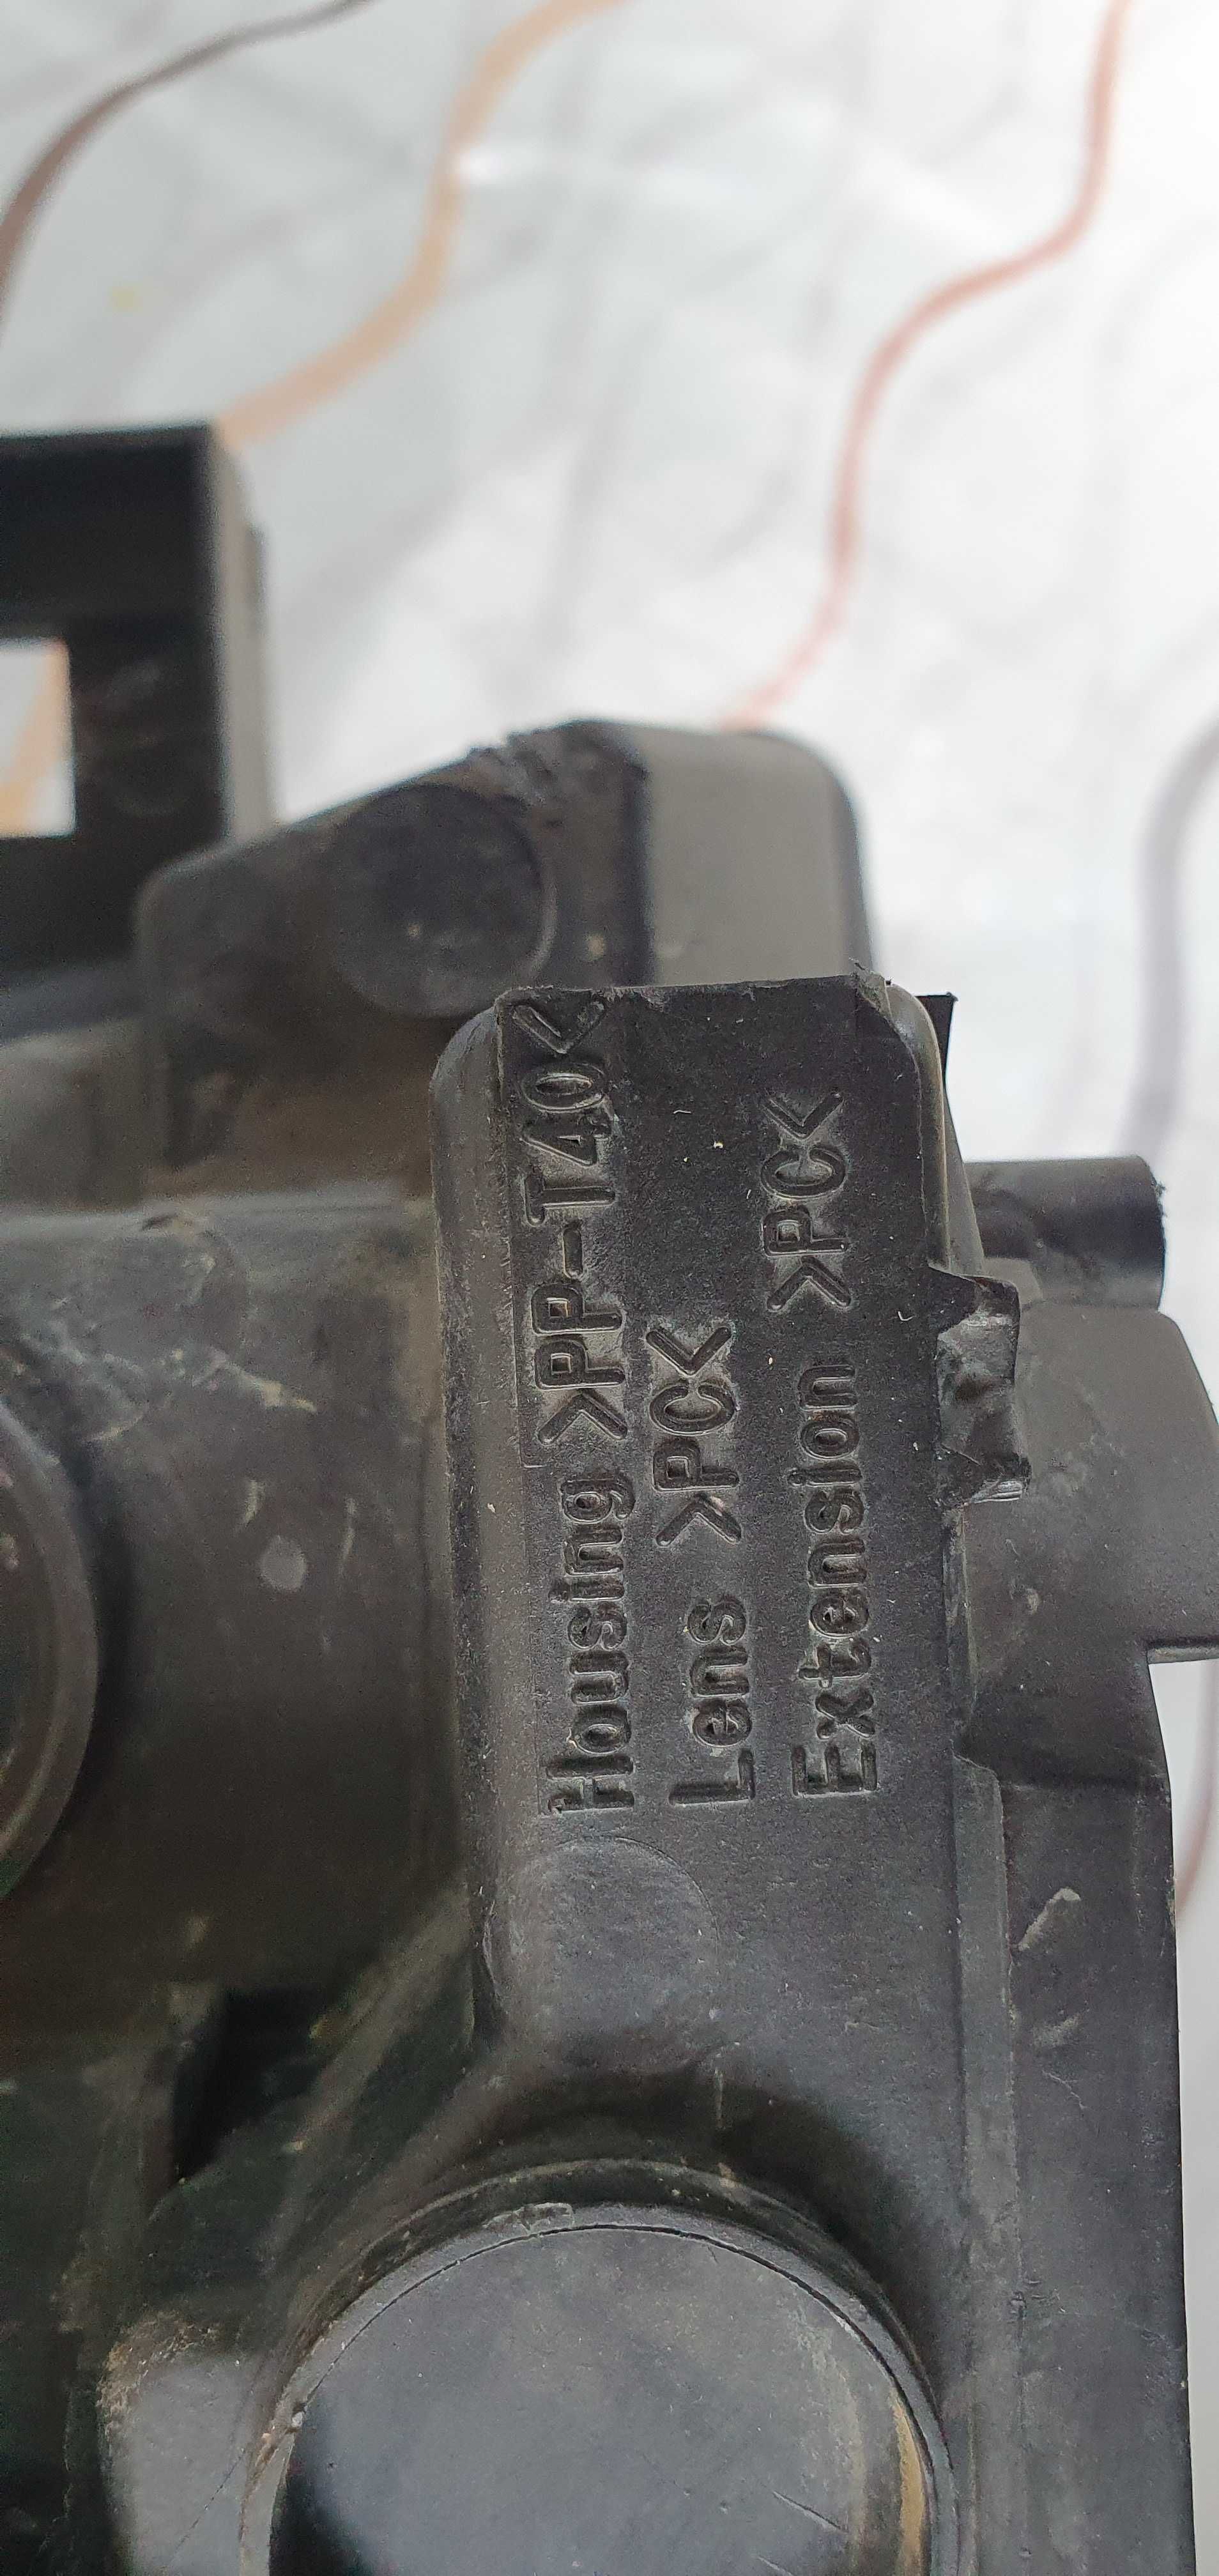 Housing >PP-T40<
Lens >PC<
Extension >PC<